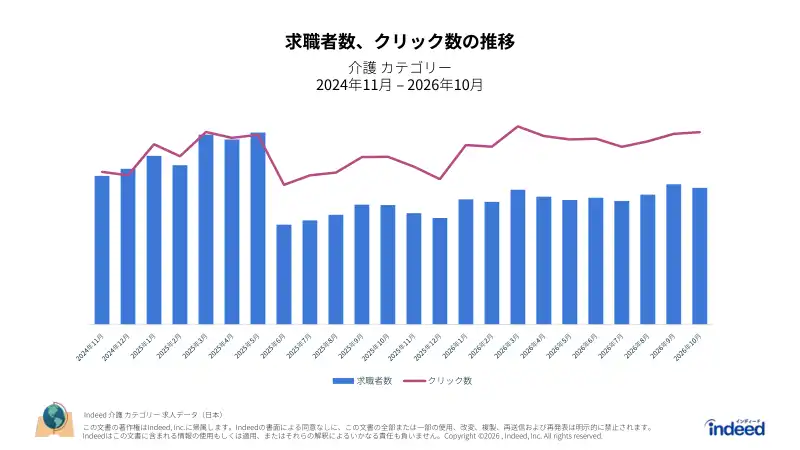 求職者数、クリック数の推移
介護 カテゴリー
2024年11月 – 2026年10月
2024年11月
2024年12月
2025年1月
2025年2月
2025年3月
2025年4月
2025年5月
2025年6月
2025年7月
2025年8月
2025年9月
2025年10月
2025年11月
2025年12月
2026年1月
2026年2月
2026年3月
2026年4月
2026年5月
2026年6月
2026年7月
2026年8月
2026年9月
2026年10月
求職者数 クリック数
Indeed 介護 カテゴリー 求人データ（日本）
この文書の著作権はIndeed, Inc.に帰属します。Indeedの書面による同意なしに、この文書の全部または一部の使用、改変、複製、再送信および再発表は明示的に禁止されます。
Indeedはこの文書に含まれる情報の使用もしくは適用、またはそれらの解釈によるいかなる責任も負いません。Copyright ©2026 , Indeed, Inc. All rights reserved.
インディード
indeed